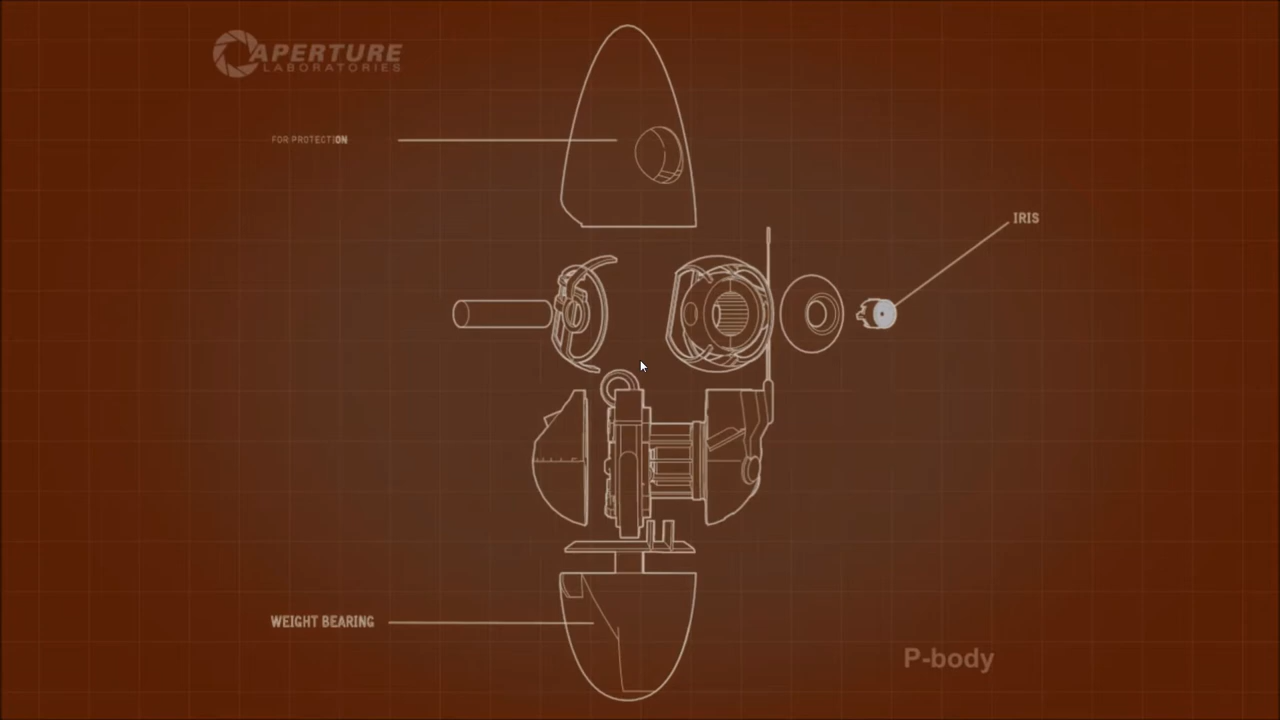 APERTURE
LABORATORIES
FOR PROTECTION
IRIS
WEIGHT BEARING
P-body